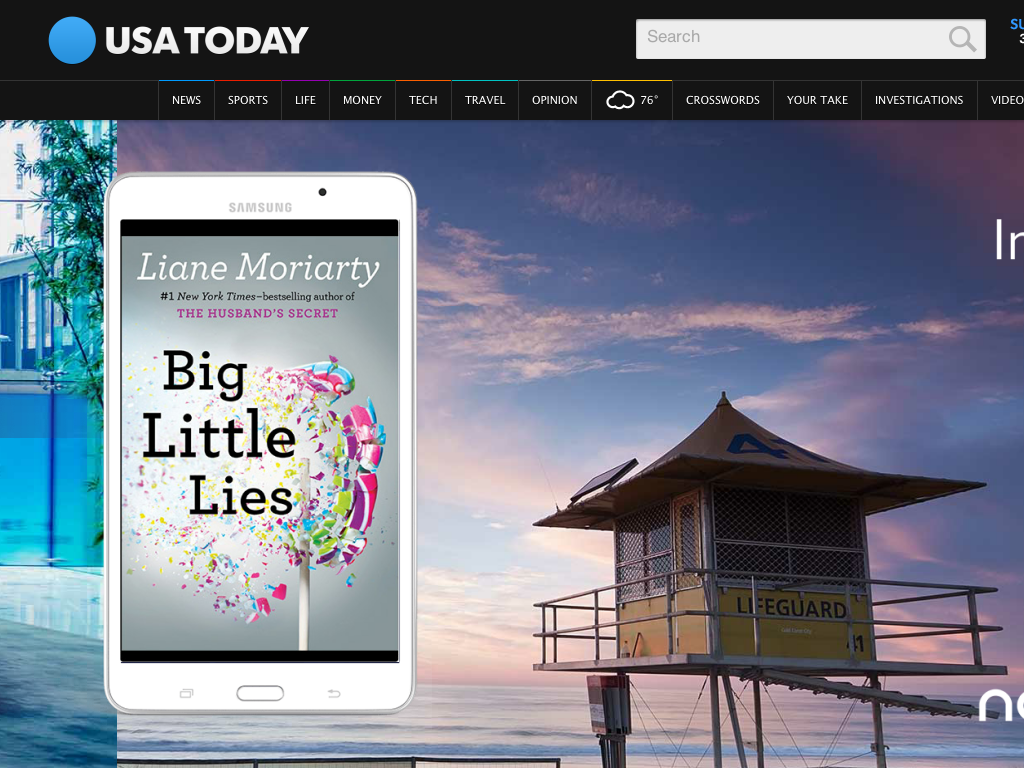 USA TODAY
Search
SU
3
NEWS
SPORTS
LIFE
MONEY
TECH
TRAVEL
OPINION
76°
CROSSWORDS
YOUR TAKE
INVESTIGATIONS
VIDEO
SAMSUNG
Liane Moriarty
#1 New York Times–bestselling author of
THE HUSBAND'S SECRET
Big
Little
Lies
In
LIFEGUARD
41
no